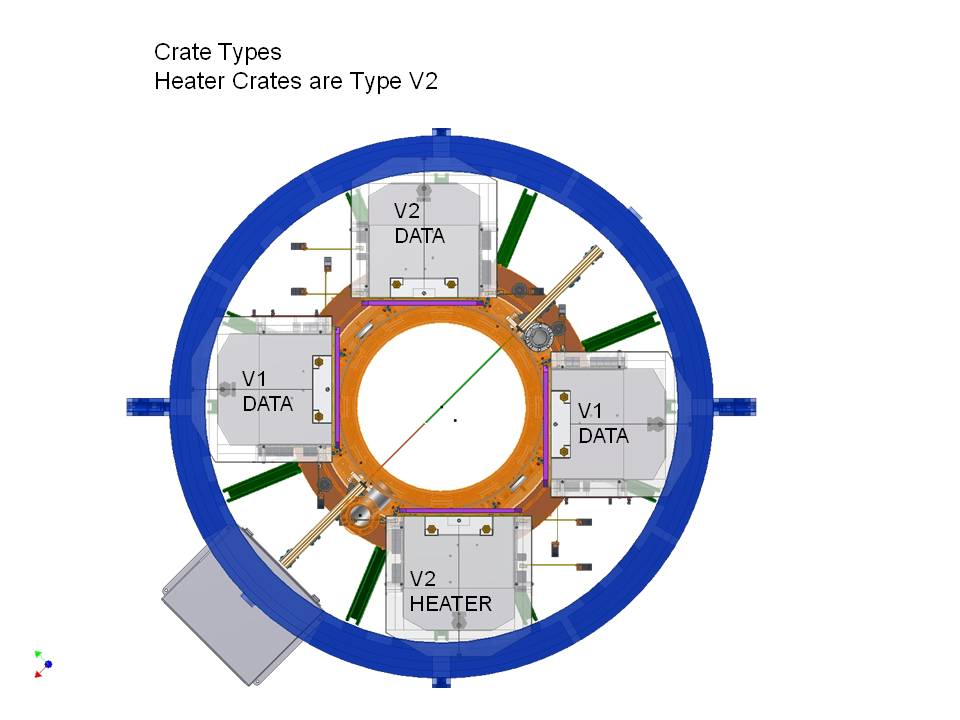 Crate Types
Heater Crates are Type V2
V2
DATA
V1
DATA
V1
DATA
V2
HEATER